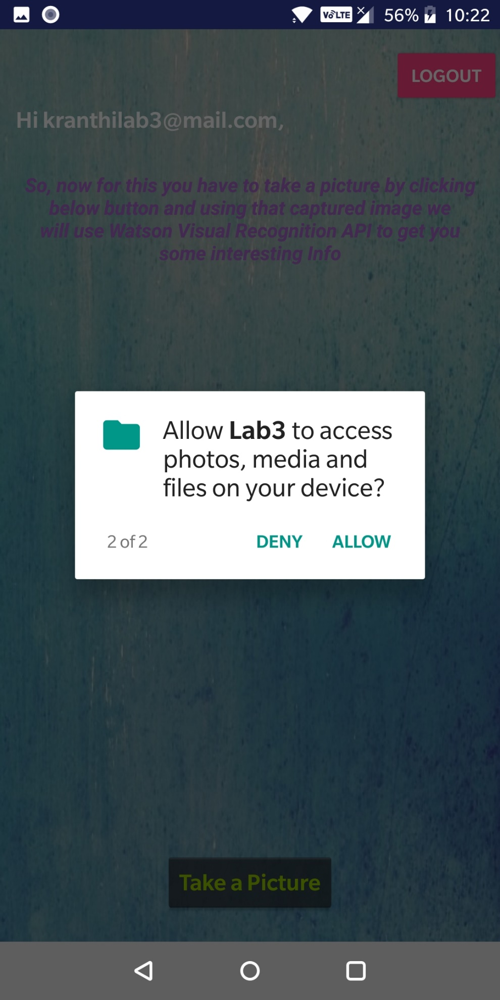 VoLTE 56% 10:22
LOGOUT
Hi kranthilab3@mail.com,
So, now for this you have to take a picture by clicking
below button and using that captured image we
will use Watson Visual Recognition API to get you
some interesting Info
Allow Lab3 to access
photos, media and
files on your device?
2 of 2 DENY ALLOW
Take a Picture